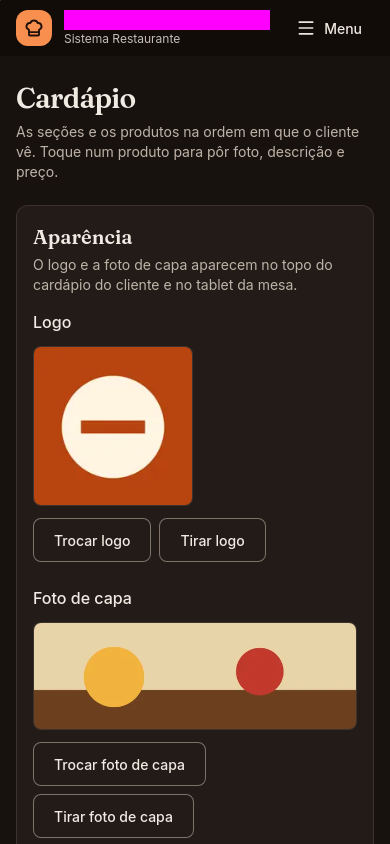 Sistema Restaurante
Menu
Cardápio
As seções e os produtos na ordem em que o cliente
vê. Toque num produto para pôr foto, descrição e
preço.
Aparência
O logo e a foto de capa aparecem no topo do
cardápio do cliente e no tablet da mesa.
Logo
Trocar logo
Tirar logo
Foto de capa
Trocar foto de capa
Tirar foto de capa